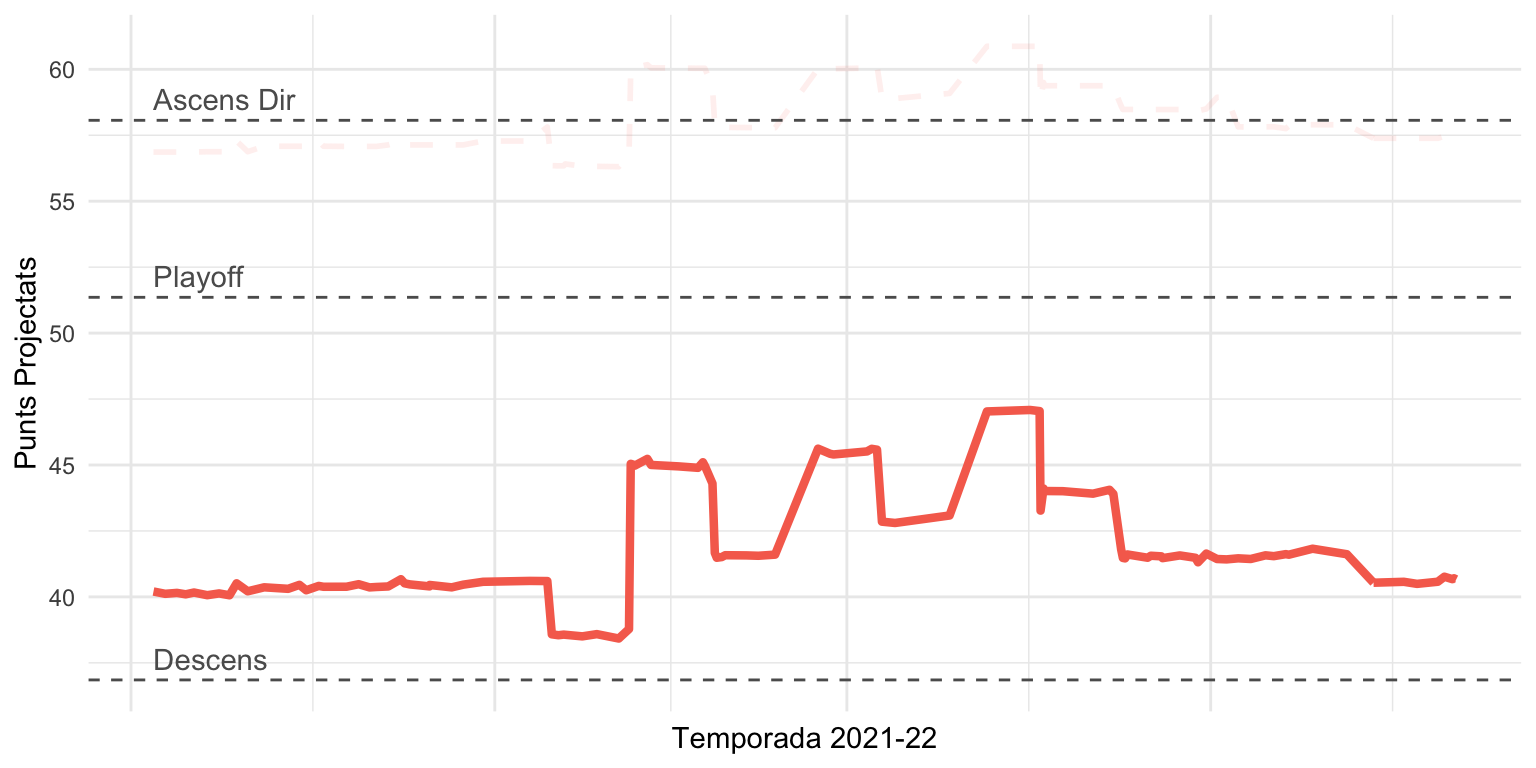 60
Ascens Dir
55
Playoff
50
45
40
Descens
Punts Projectats
Temporada 2021-22